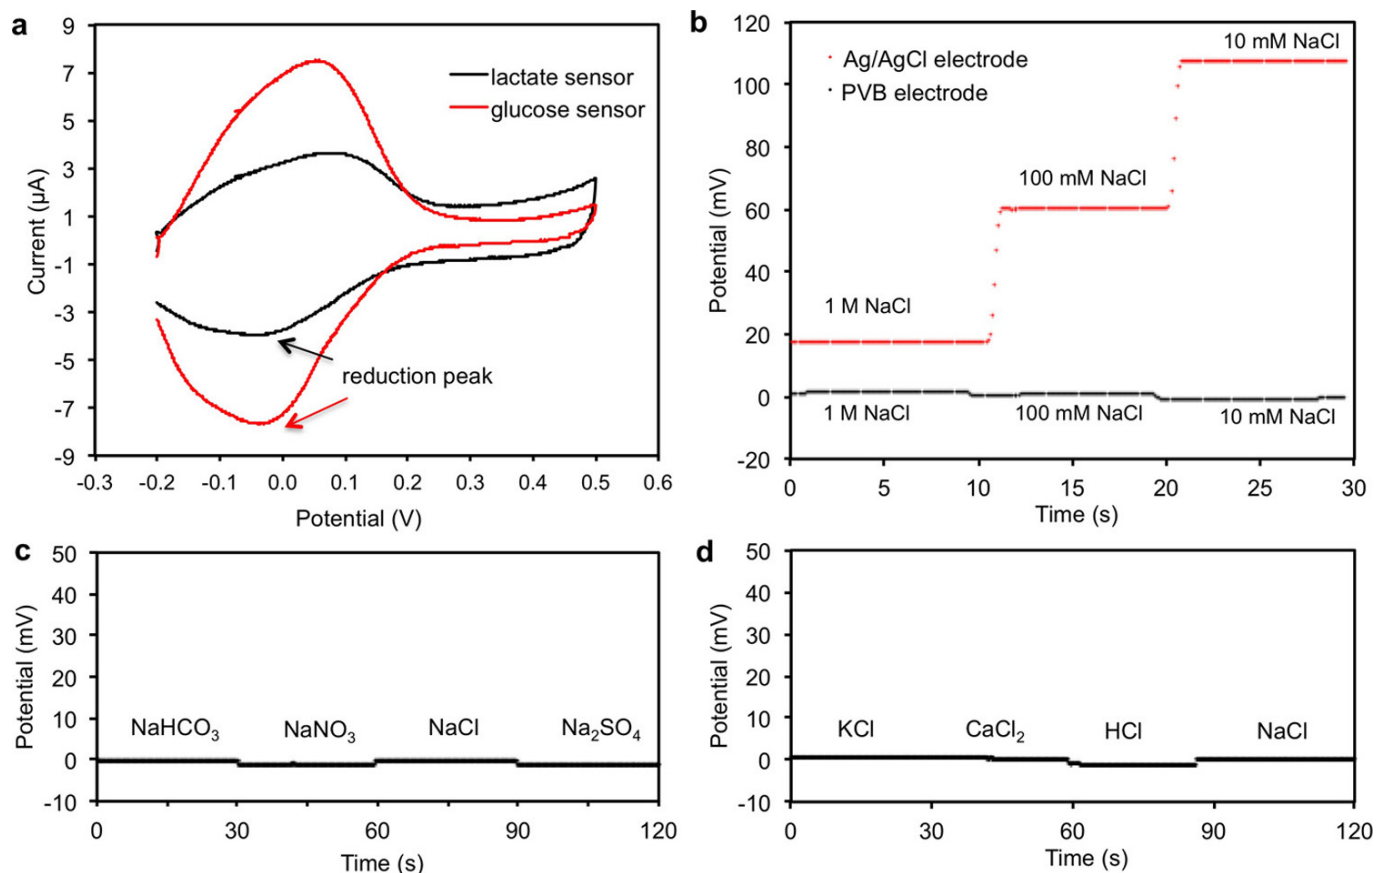 a
9
7
5
3
1
-1
-3
-5
-7
-9
Current (µA)
lactate sensor
glucose sensor
reduction peak
-0.3 -0.2 -0.1 0.0 0.1 0.2 0.3 0.4 0.5 0.6
Potential (V)
b
120
100
80
60
40
20
0
-20
Potential (mV)
Ag/AgCl electrode
PVB electrode
10 mM NaCl
100 mM NaCl
1 M NaCl
1 M NaCl 100 mM NaCl 10 mM NaCl
0 5 10 15 20 25 30
Time (s)
c
50
40
30
20
10
0
-10
Potential (mV)
NaHCO₃ NaNO₃ NaCl Na₂SO₄
0 30 60 90 120
Time (s)
d
50
40
30
20
10
0
-10
Potential (mV)
KCl CaCl₂ HCl NaCl
0 30 60 90 120
Time (s)